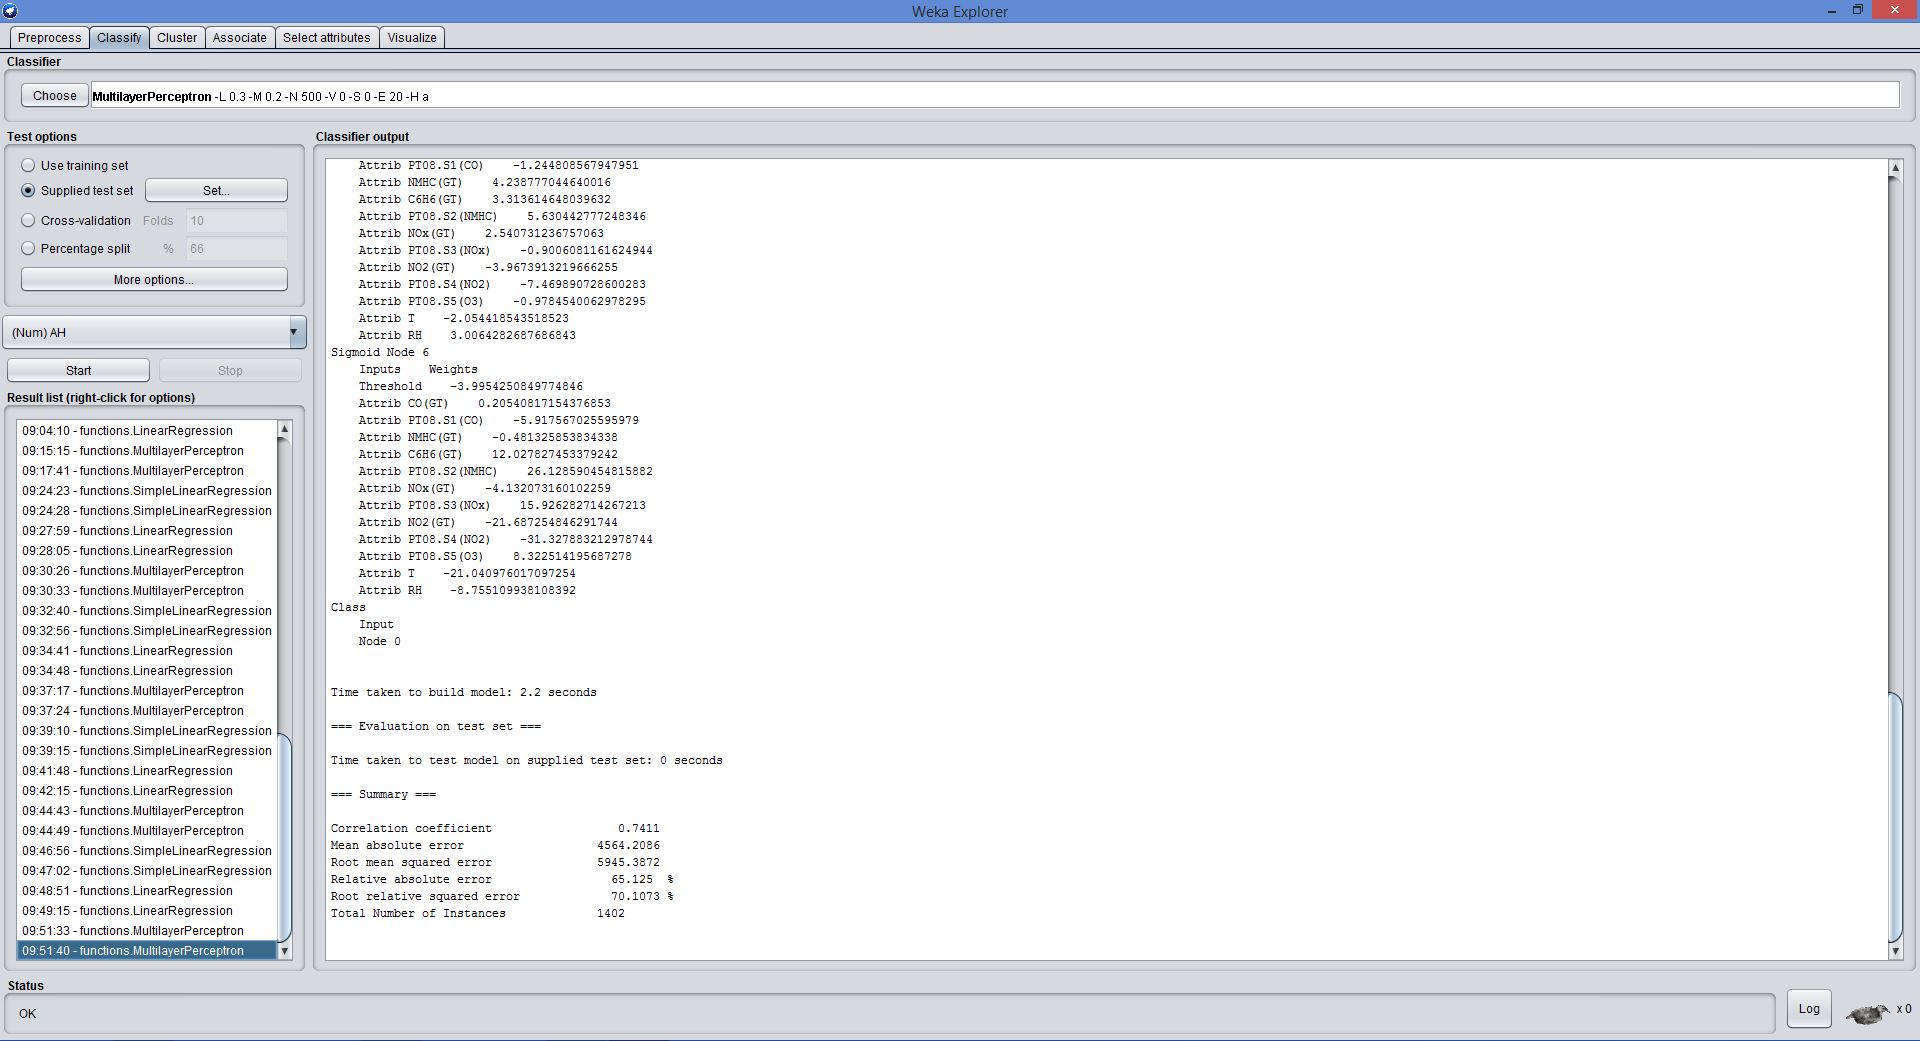 Weka Explorer
Preprocess Classify Cluster Associate Select attributes Visualize
Classifier
Choose MultilayerPerceptron -L 0.3 -M 0.2 -N 500 -V 0 -S 0 -E 20 -H a
Test options
Use training set
Supplied test set Set...
Cross-validation Folds 10
Percentage split % 66
More options...
(Num) AH
Start Stop
Result list (right-click for options)
09:04:10 - functions.LinearRegression
09:15:15 - functions.MultilayerPerceptron
09:17:41 - functions.MultilayerPerceptron
09:24:23 - functions.SimpleLinearRegression
09:24:28 - functions.SimpleLinearRegression
09:27:59 - functions.LinearRegression
09:28:05 - functions.LinearRegression
09:30:26 - functions.MultilayerPerceptron
09:30:33 - functions.MultilayerPerceptron
09:32:40 - functions.SimpleLinearRegression
09:32:56 - functions.SimpleLinearRegression
09:34:41 - functions.LinearRegression
09:34:48 - functions.LinearRegression
09:37:17 - functions.MultilayerPerceptron
09:37:24 - functions.MultilayerPerceptron
09:39:10 - functions.SimpleLinearRegression
09:39:15 - functions.SimpleLinearRegression
09:41:48 - functions.LinearRegression
09:42:15 - functions.LinearRegression
09:44:43 - functions.MultilayerPerceptron
09:44:49 - functions.MultilayerPerceptron
09:46:56 - functions.SimpleLinearRegression
09:47:02 - functions.SimpleLinearRegression
09:48:51 - functions.LinearRegression
09:49:15 - functions.LinearRegression
09:51:33 - functions.MultilayerPerceptron
09:51:40 - functions.MultilayerPerceptron
Classifier output
Attrib PT08.S1(CO) -1.244808567947951
Attrib NMHC(GT) 4.238777044640016
Attrib C6H6(GT) 3.313614648039632
Attrib PT08.S2(NMHC) 5.630442777248346
Attrib NOx(GT) 2.540731236757063
Attrib PT08.S3(NOx) -0.9006081161624944
Attrib NO2(GT) -3.9673913219666255
Attrib PT08.S4(NO2) -7.469890728600283
Attrib PT08.S5(O3) -0.9784540062978295
Attrib T -2.054418543518523
Attrib RH 3.0064282687686843
Sigmoid Node 6
Inputs Weights
Threshold -3.9954250849774846
Attrib CO(GT) 0.20540817154376853
Attrib PT08.S1(CO) -5.917567025595979
Attrib NMHC(GT) -0.481325853834338
Attrib C6H6(GT) 12.027827453379242
Attrib PT08.S2(NMHC) 26.128590454815882
Attrib NOx(GT) -4.132073160102259
Attrib PT08.S3(NOx) 15.926282714267213
Attrib NO2(GT) -21.687254846291744
Attrib PT08.S4(NO2) -31.327883212978744
Attrib PT08.S5(O3) 8.322514195687278
Attrib T -21.040976017097254
Attrib RH -8.755109938108392
Class
Input
Node 0
Time taken to build model: 2.2 seconds
=== Evaluation on test set ===
Time taken to test model on supplied test set: 0 seconds
=== Summary ===
Correlation coefficient 0.7411
Mean absolute error 4564.2086
Root mean squared error 5945.3872
Relative absolute error 65.125 %
Root relative squared error 70.1073 %
Total Number of Instances 1402
Status
OK
Log x 0